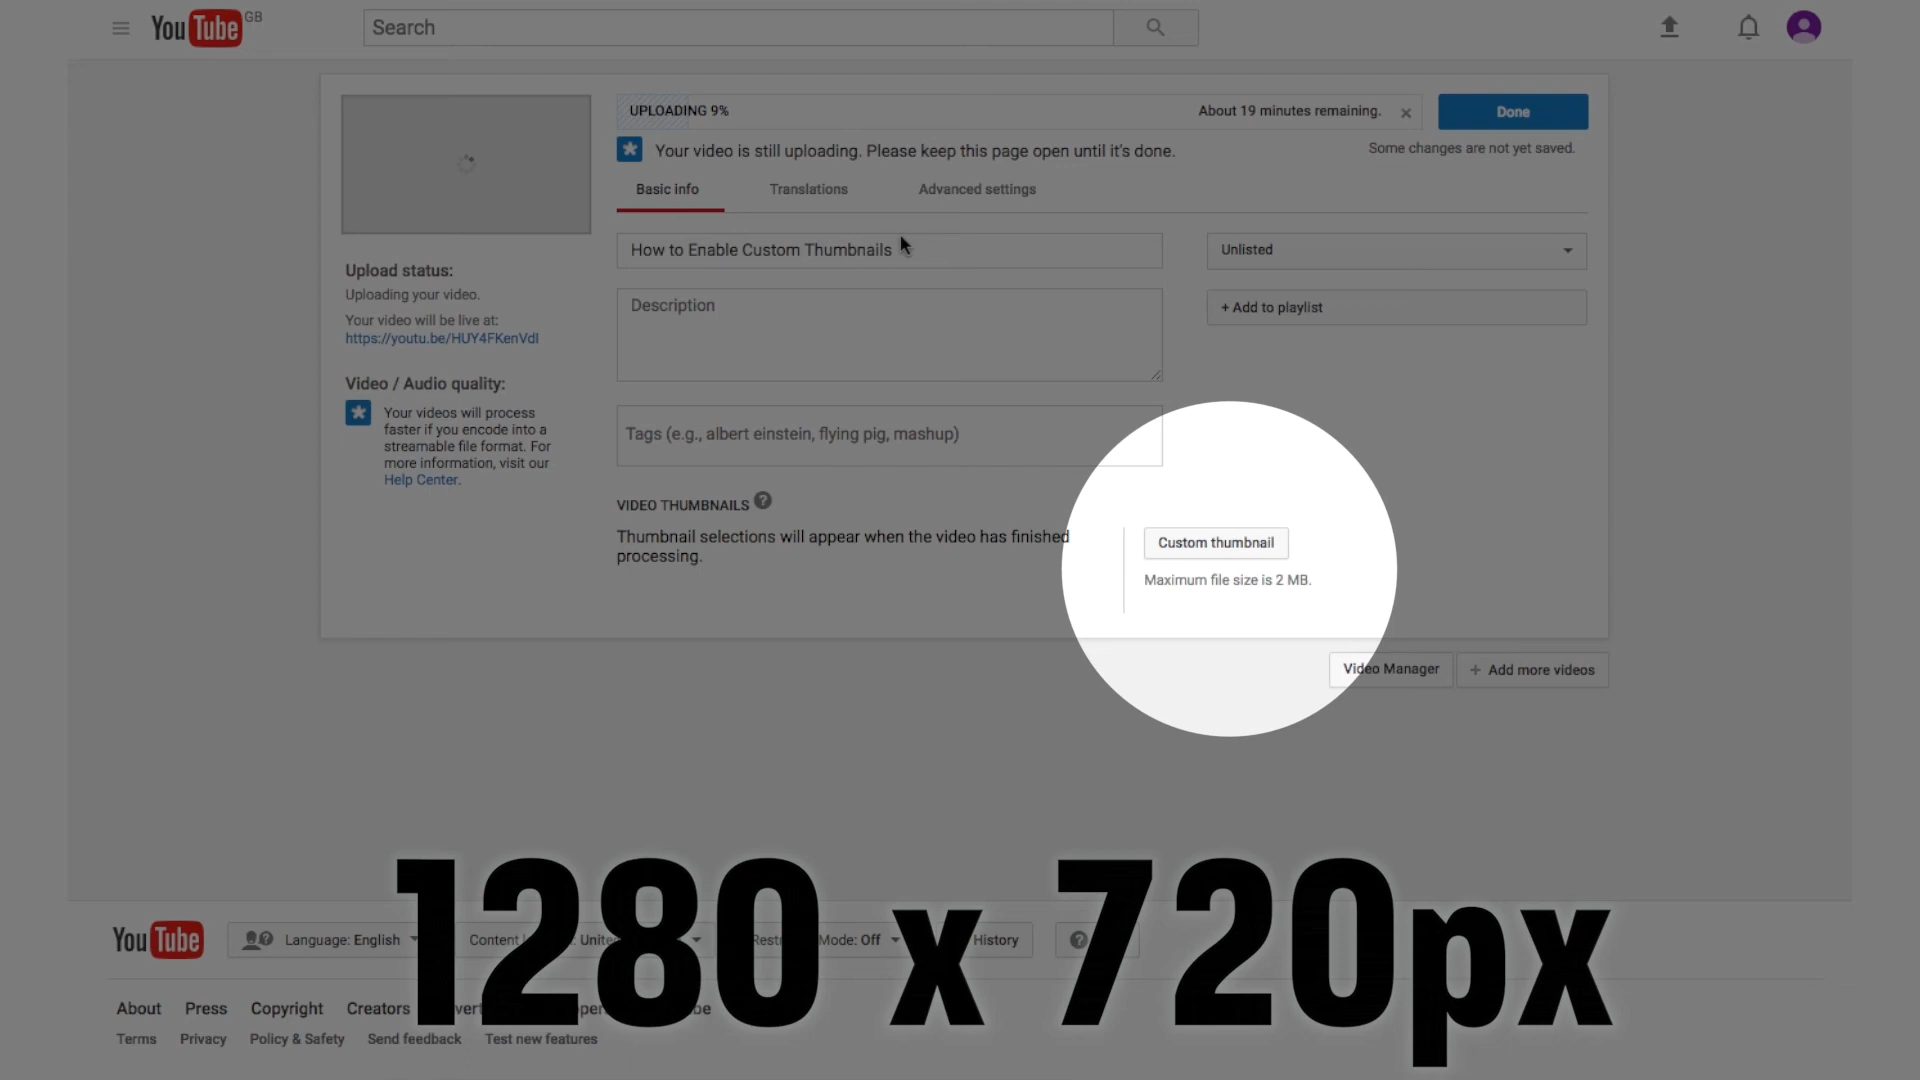 YouTube GB
Search
UPLOADING 9%
About 19 minutes remaining.
Done
Your video is still uploading. Please keep this page open until it's done.
Some changes are not yet saved.
Basic info
Translations
Advanced settings
How to Enable Custom Thumbnails
Unlisted
Description
+ Add to playlist
Upload status:
Uploading your video.
Your video will be live at:
https://youtu.be/HUY4FKenVdI
Video / Audio quality:
Your videos will process
faster if you encode into a
streamable file format. For
more information, visit our
Help Center.
Tags (e.g., albert einstein, flying pig, mashup)
VIDEO THUMBNAILS ?
Thumbnail selections will appear when the video has finished
processing.
Custom thumbnail
Maximum file size is 2 MB.
Video Manager
+ Add more videos
1280 x 720px
YouTube
Language: English
Content
Mode: Off
History
About
Press
Copyright
Creators
Terms
Privacy
Policy & Safety
Send feedback
Test new features